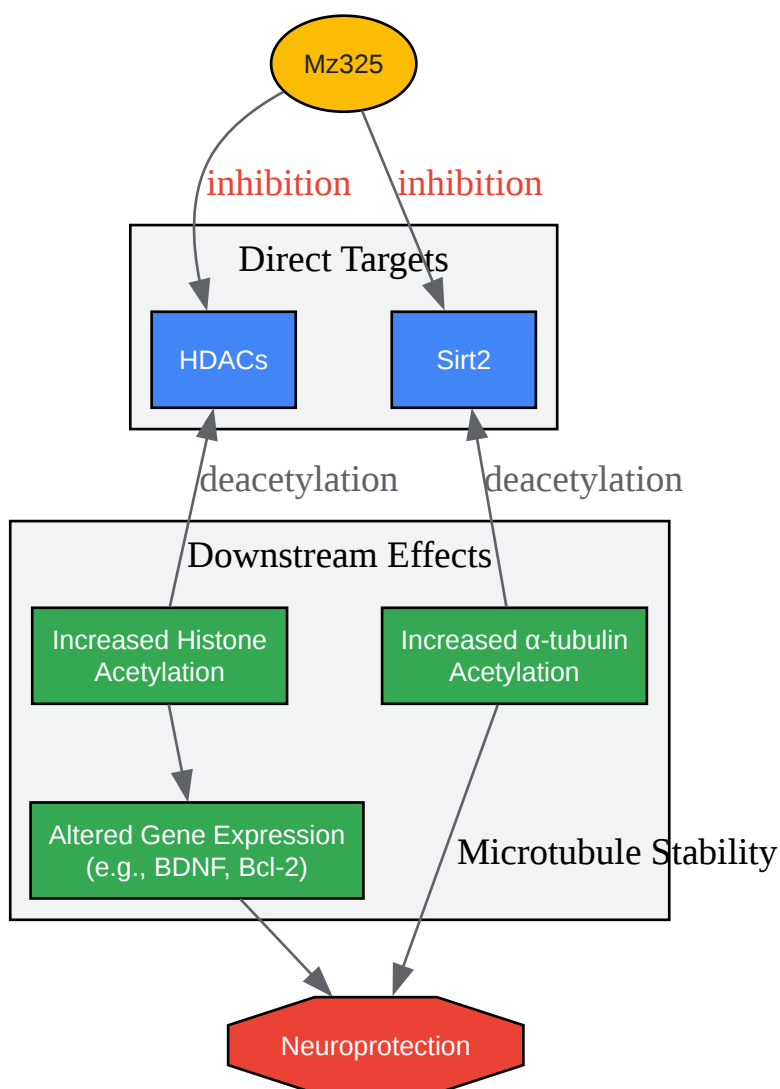 Mz325
inhibition
inhibition
Direct Targets
HDACs
Sirt2
deacetylation
deacetylation
Downstream Effects
Increased Histone
Acetylation
Increased α-tubulin
Acetylation
Altered Gene Expression
(e.g., BDNF, Bcl-2)
Microtubule Stability
Neuroprotection